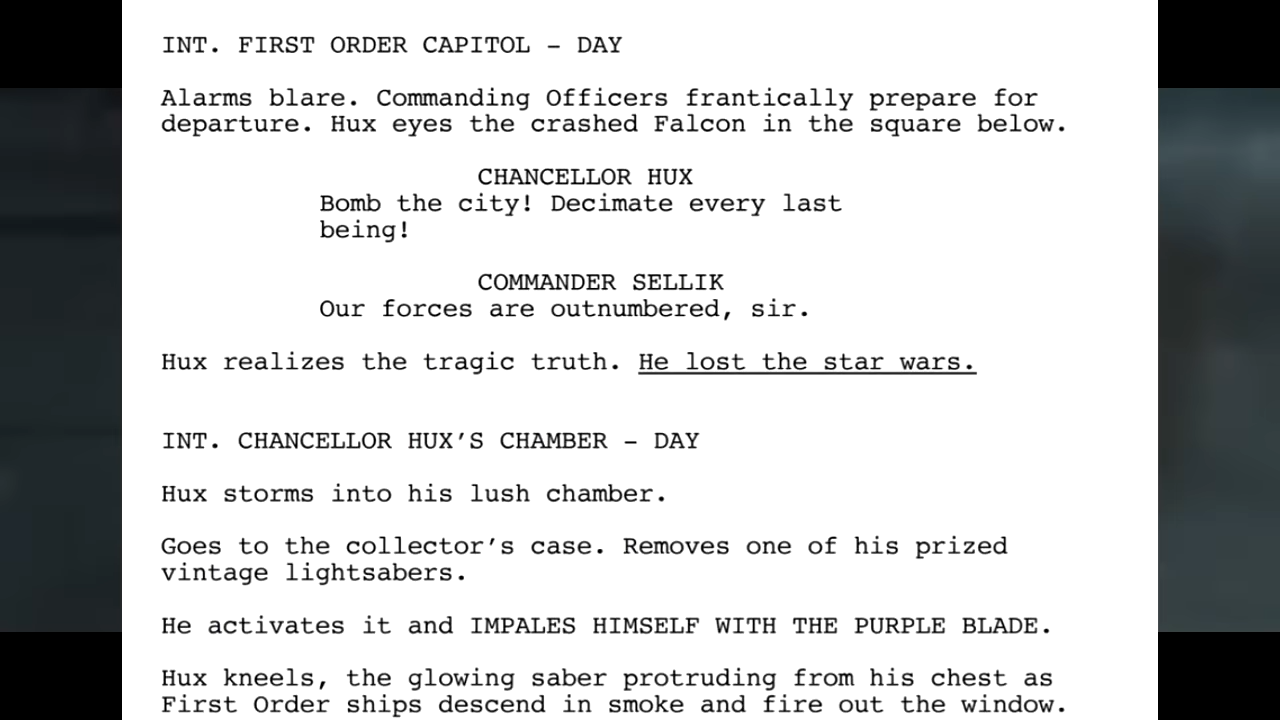 INT. FIRST ORDER CAPITOL – DAY
Alarms blare. Commanding Officers frantically prepare for
departure. Hux eyes the crashed Falcon in the square below.
CHANCELLOR HUX
Bomb the city! Decimate every last
being!
COMMANDER SELLIK
Our forces are outnumbered, sir.
Hux realizes the tragic truth. He lost the star wars.
INT. CHANCELLOR HUX’S CHAMBER – DAY
Hux storms into his lush chamber.
Goes to the collector’s case. Removes one of his prized
vintage lightsabers.
He activates it and IMPALES HIMSELF WITH THE PURPLE BLADE.
Hux kneels, the glowing saber protruding from his chest as
First Order ships descend in smoke and fire out the window.